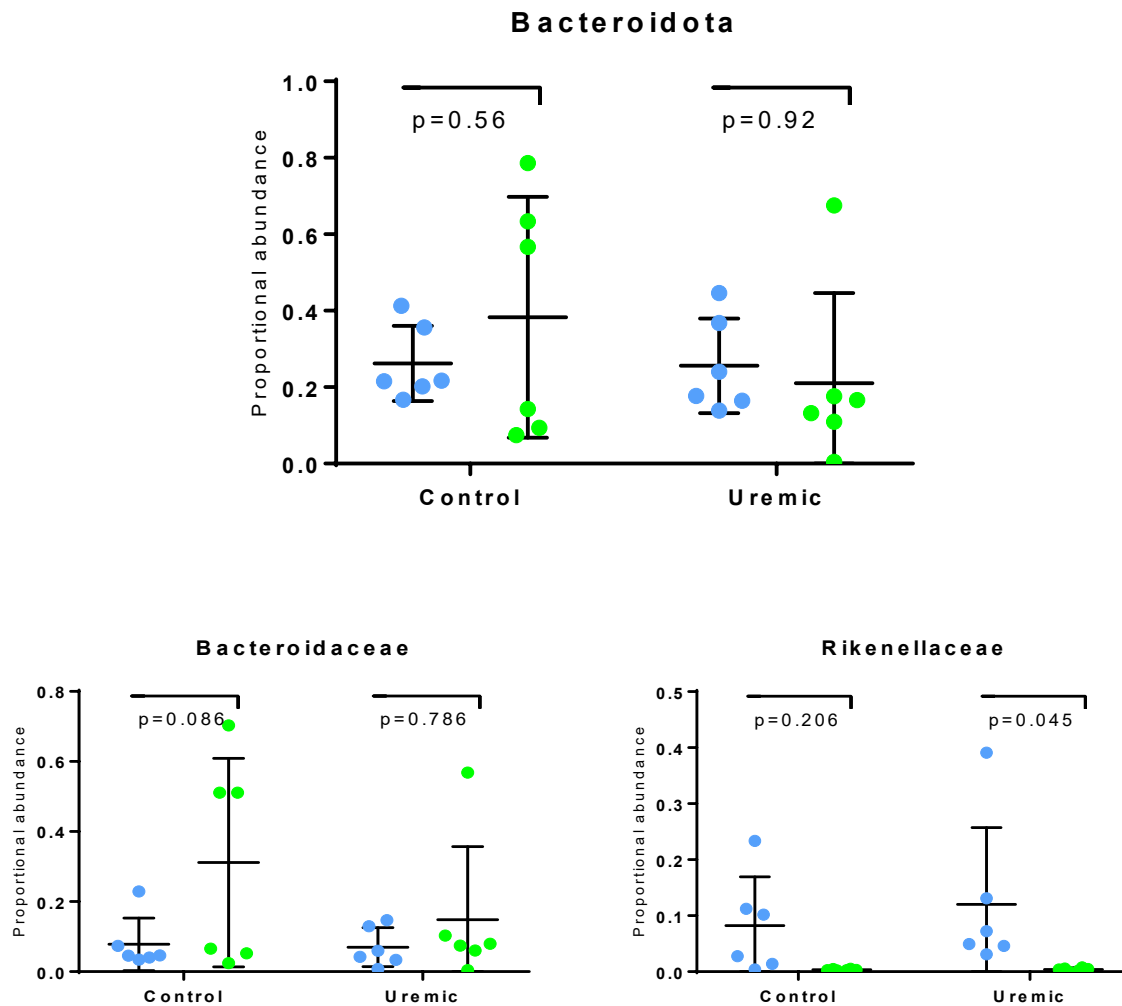 Bacteroidota
Proportional abundance
1.0
0.8
0.6
0.4
0.2
0.0
p=0.56
p=0.92
Control
Uremic
Bacteroidaceae
Proportional abundance
0.8
0.6
0.4
0.2
0.0
p=0.086
p=0.786
Control
Uremic
Rikenellaceae
Proportional abundance
0.5
0.4
0.3
0.2
0.1
0.0
p=0.206
p=0.045
Control
Uremic